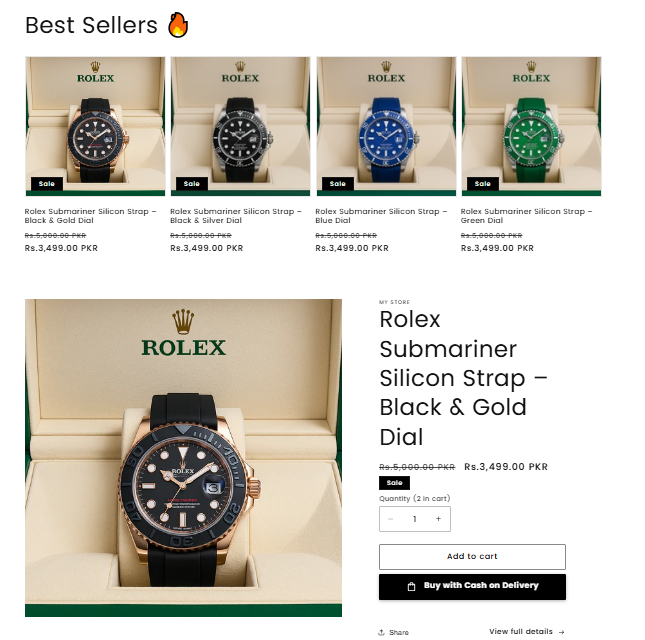 Best Sellers 🔥
ROLEX
ROLEX
ROLEX
ROLEX
Sale
Sale
Sale
Sale
Rolex Submariner Silicon Strap –
Black & Gold Dial
Rs.5,000.00 PKR
Rs.3,499.00 PKR
Rolex Submariner Silicon Strap –
Black & Silver Dial
Rs.5,000.00 PKR
Rs.3,499.00 PKR
Rolex Submariner Silicon Strap –
Blue Dial
Rs.5,000.00 PKR
Rs.3,499.00 PKR
Rolex Submariner Silicon Strap –
Green Dial
Rs.5,000.00 PKR
Rs.3,499.00 PKR
ROLEX
ROLEX
MY STORE
Rolex
Submariner
Silicon Strap –
Black & Gold
Dial
Rs.5,000.00 PKR Rs.3,499.00 PKR
Sale
Quantity (2 in cart)
− 1 +
Add to cart
Buy with Cash on Delivery
Share
View full details →